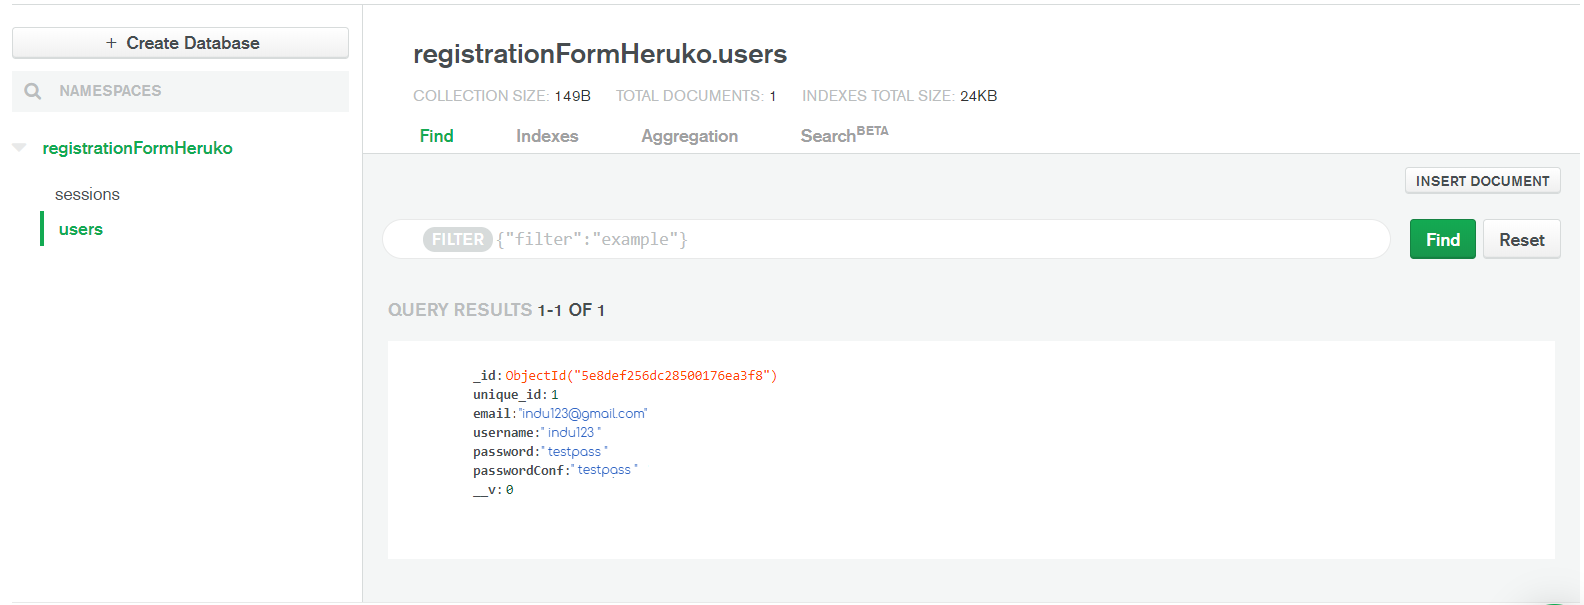 + Create Database
NAMESPACES
registrationFormHeruko
sessions
users
registrationFormHeruko.users
COLLECTION SIZE: 149B TOTAL DOCUMENTS: 1 INDEXES TOTAL SIZE: 24KB
Find Indexes Aggregation Search BETA
INSERT DOCUMENT
FILTER {"filter":"example"} Find Reset
QUERY RESULTS 1-1 OF 1
_id: ObjectId("5e8def256dc28500176ea3f8")
unique_id: 1
email:"indu123@gmail.com"
username:" indu123 "
password:" testpass "
passwordConf:" testpass "
__v: 0